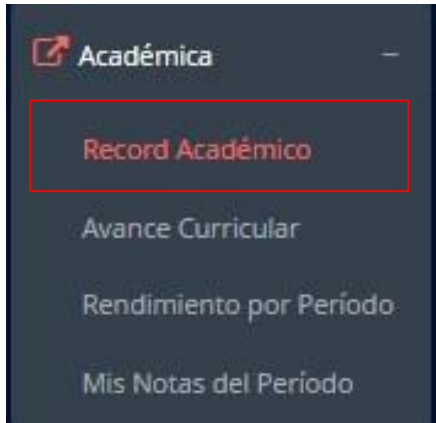 Académica
Record Académico
Avance Curricular
Rendimiento por Período
Mis Notas del Período